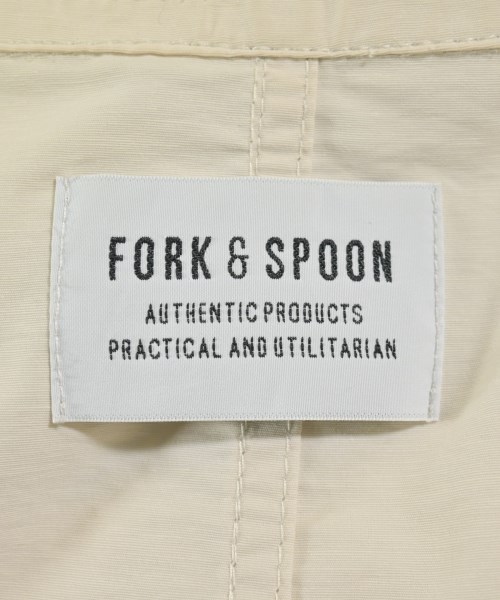 FORK & SPOON
AUTHENTIC PRODUCTS
PRACTICAL AND UTILITARIAN